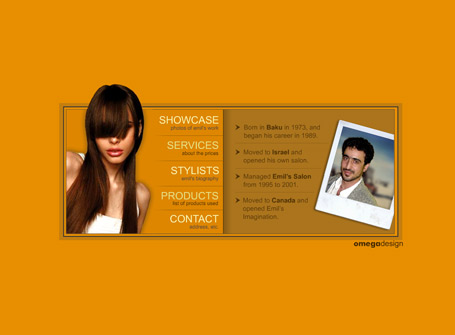 SHOWCASE
photos of emil's work
SERVICES
about the prices
STYLISTS
emil's biography
PRODUCTS
list of products used
CONTACT
address, etc.
Born in Baku in 1973, and
began his career in 1989.
Moved to Israel and
opened his own salon.
Managed Emil's Salon
from 1995 to 2001.
Moved to Canada and
opened Emil's
Imagination.
omegadesign